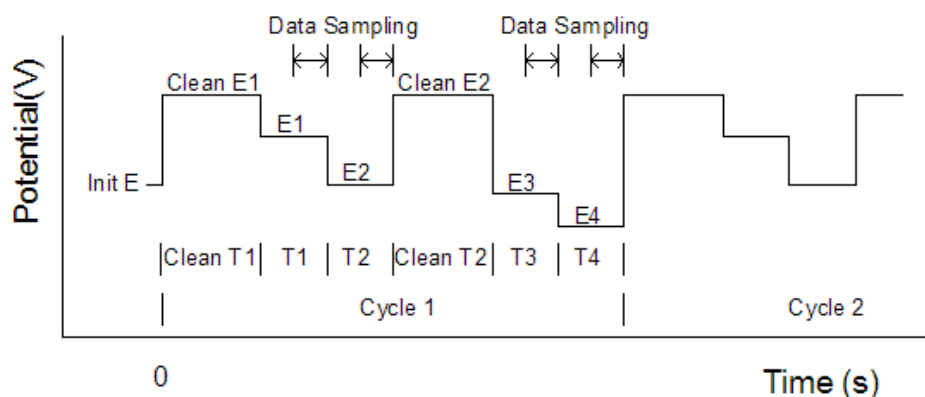 Data Sampling
Data Sampling
Clean E1
Clean E2
E1
Init E
E2
E3
E4
Clean T1
T1
T2
Clean T2
T3
T4
Cycle 1
Cycle 2
0
Time (s)
Potential(V)